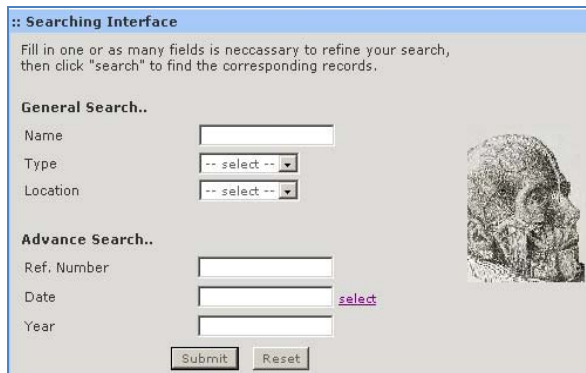 :: Searching Interface
Fill in one or as many fields is neccassary to refine your search,
then click "search" to find the corresponding records.
General Search..
Name
Type -- select --
Location -- select --
Advance Search..
Ref. Number
Date select
Year
Submit Reset